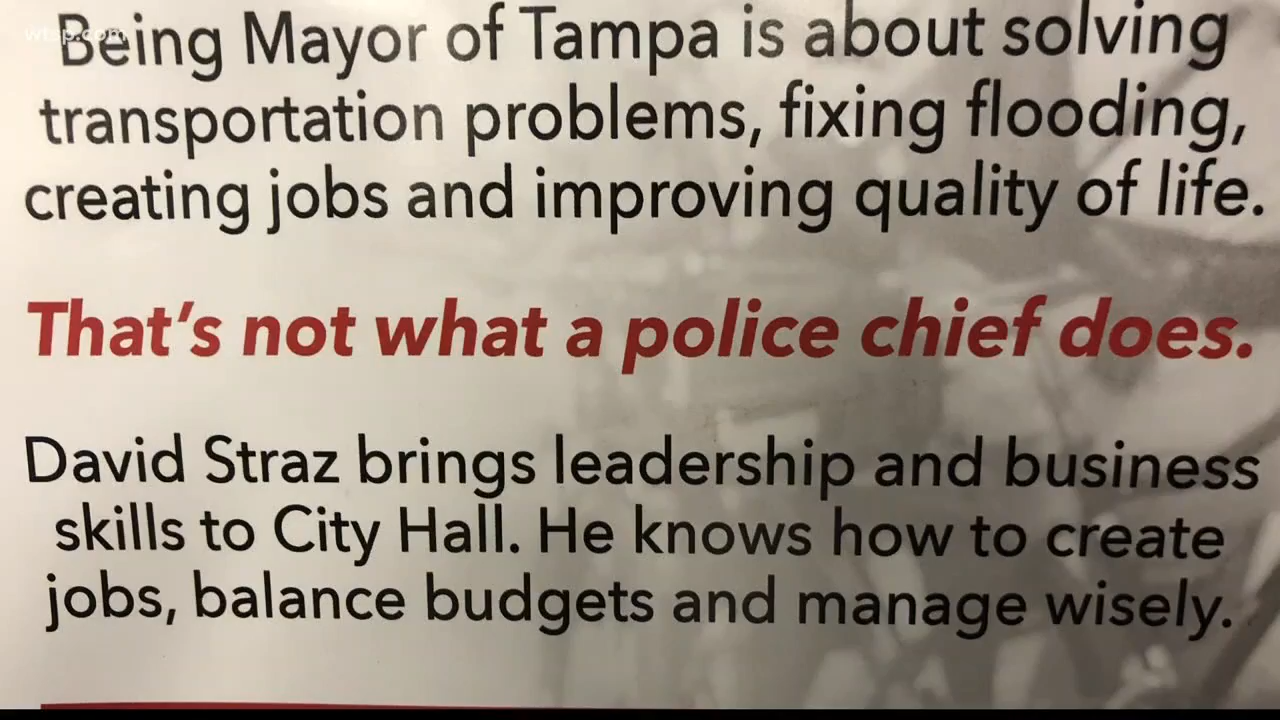 wtsp.com
Being Mayor of Tampa is about solving
transportation problems, fixing flooding,
creating jobs and improving quality of life.
That's not what a police chief does.
David Straz brings leadership and business
skills to City Hall. He knows how to create
jobs, balance budgets and manage wisely.